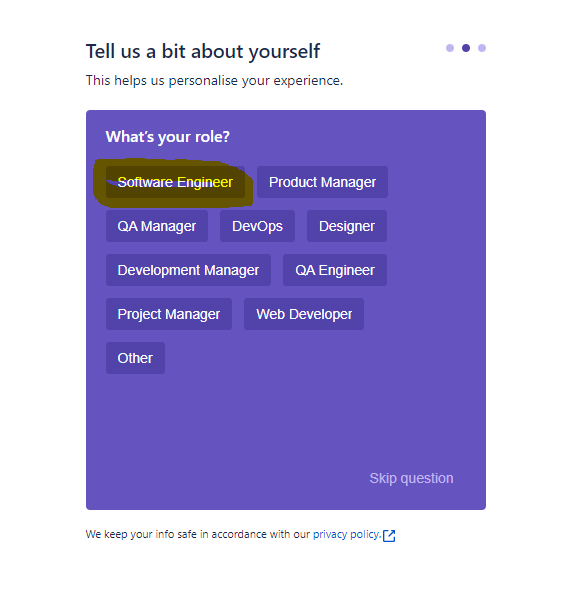 Tell us a bit about yourself
This helps us personalise your experience.
What's your role?
Software Engineer Product Manager
QA Manager DevOps Designer
Development Manager QA Engineer
Project Manager Web Developer
Other
Skip question
We keep your info safe in accordance with our privacy policy.